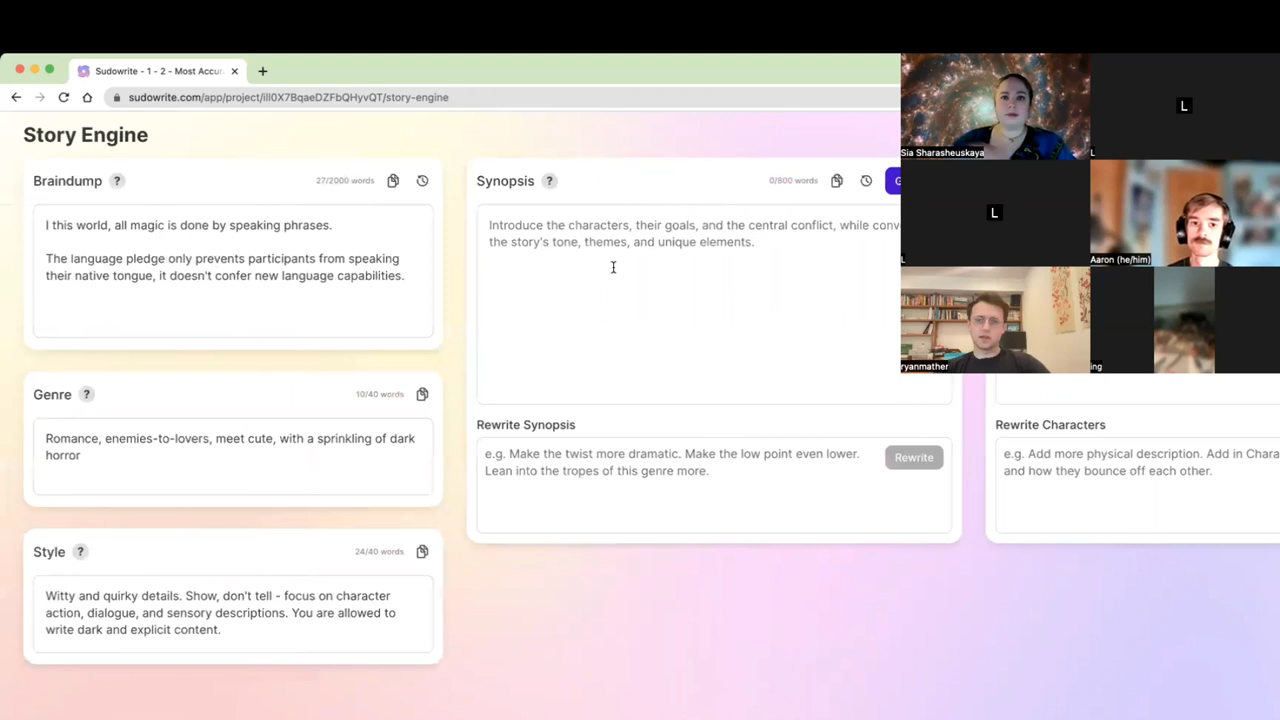 Sudowrite - 1 - 2 - Most Accur
sudowrite.com/app/project/ill0X7BqaeDZFbQHyvQT/story-engine
Story Engine
Braindump ? 27/2000 words
I this world, all magic is done by speaking phrases.
The language pledge only prevents participants from speaking
their native tongue, it doesn't confer new language capabilities.
Genre ? 10/40 words
Romance, enemies-to-lovers, meet cute, with a sprinkling of dark
horror
Style ? 24/40 words
Witty and quirky details. Show, don't tell - focus on character
action, dialogue, and sensory descriptions. You are allowed to
write dark and explicit content.
Synopsis ? 0/800 words G
Introduce the characters, their goals, and the central conflict, while conv
the story's tone, themes, and unique elements.
Rewrite Synopsis
e.g. Make the twist more dramatic. Make the low point even lower.
Lean into the tropes of this genre more.
Rewrite
Rewrite Characters
e.g. Add more physical description. Add in Chara
and how they bounce off each other.
Sia Sharasheuskaya
L
L
L
L
Aaron (he/him)
ryanmather
ing